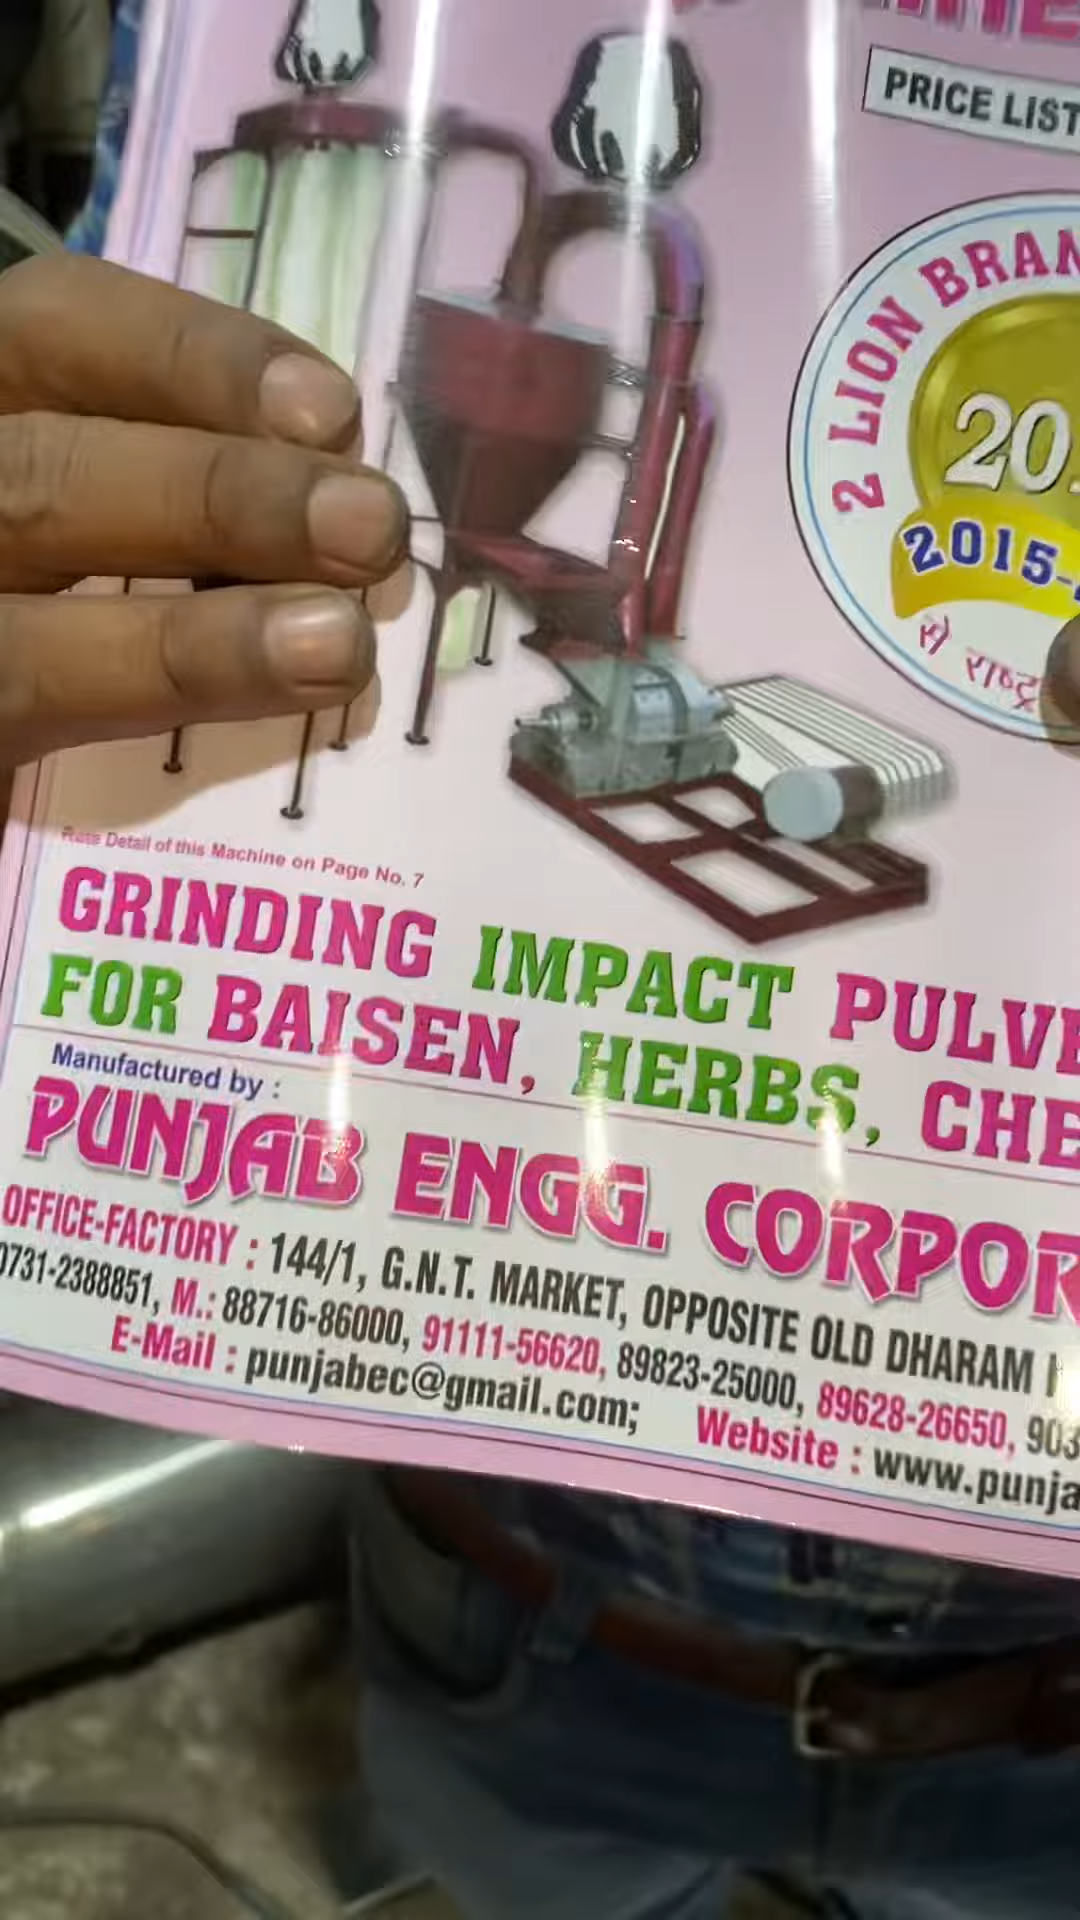 PRICE LIST
2 LION BRAN
20
2015-
Rate Detail of this Machine on Page No. 7
GRINDING IMPACT PULVE
FOR BAISEN, HERBS, CHE
Manufactured by :
PUNJAB ENGG. CORPOR
OFFICE-FACTORY : 144/1, G.N.T. MARKET, OPPOSITE OLD DHARAM
0731-2388851, M.: 88716-86000, 91111-56620, 89823-25000, 89628-26650, 903
E-Mail : punjabec@gmail.com; Website : www.punja